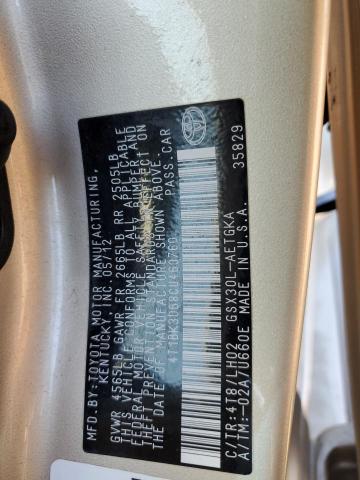 MFD.BY:TOYOTA MOTOR MANUFACTURING,
KENTUCKY, INC. 05/12
GVWR 4565LB GAWR FR 2665LB RR 2505LB
THIS VEHICLE CONFORMS TO ALL APPLICABLE
FEDERAL MOTOR VEHICLE SAFETY, BUMPER AND
THEFT PREVENTION STANDARDS IN EFFECT ON
THE DATE OF MANUFACTURE SHOWN ABOVE.
4T1BK3DB8CU460760 PASS.CAR
C/TR:4T8/LH02 GSX30L-AETGKA
A/TM:-02A/U660E MADE IN U.S.A.
35829